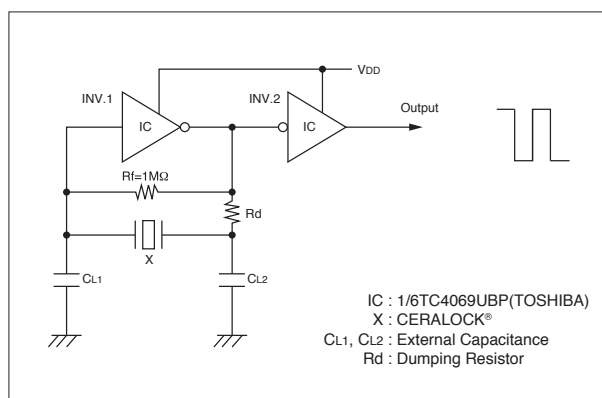 VDD
INV.1
INV.2
Output
IC
IC
Rf=1MΩ
Rd
X
CL1
CL2
IC : 1/6TC4069UBP(TOSHIBA)
X : CERALOCK®
CL1, CL2 : External Capacitance
Rd : Dumping Resistor